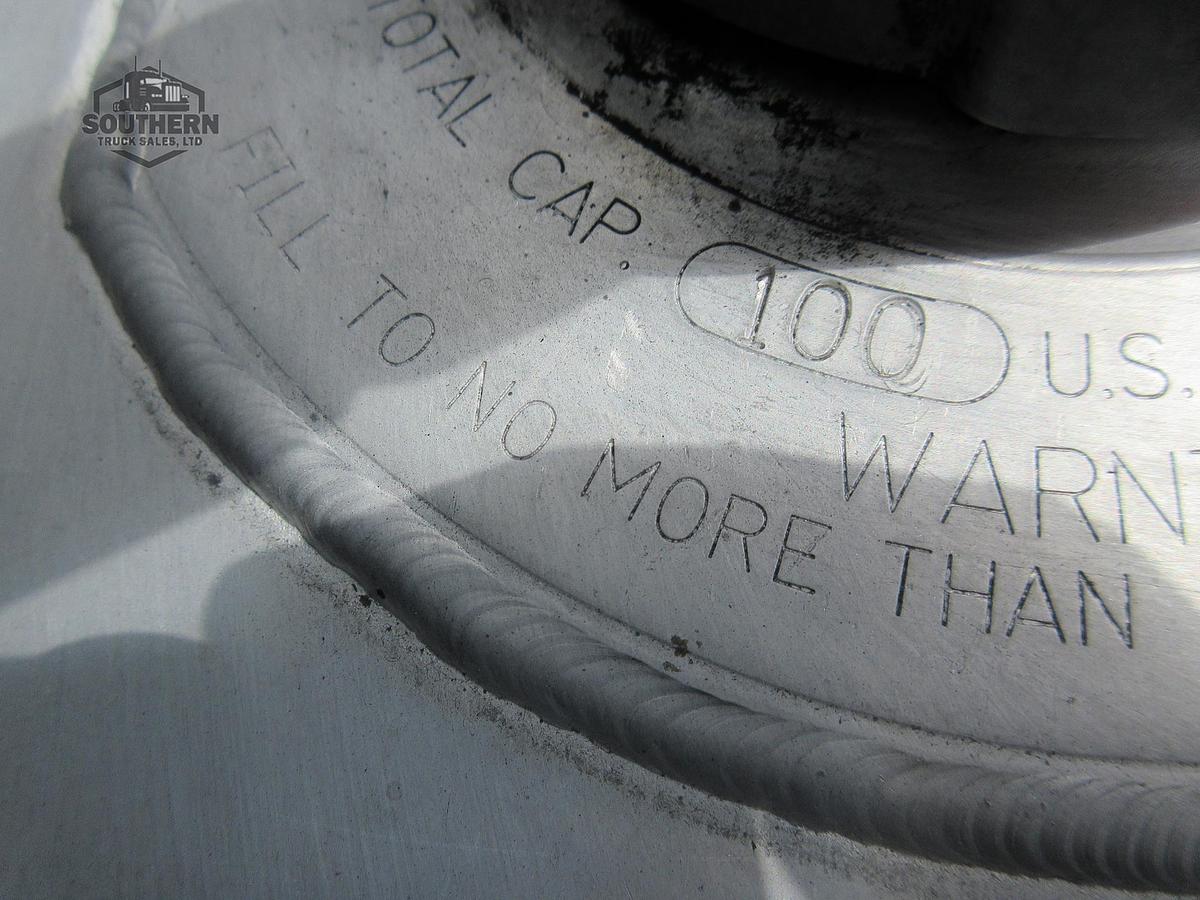 SOUTHERN
TRUCK SALES, LTD
TOTAL CAP. 100 U.S.
WARN
FILL TO NO MORE THAN